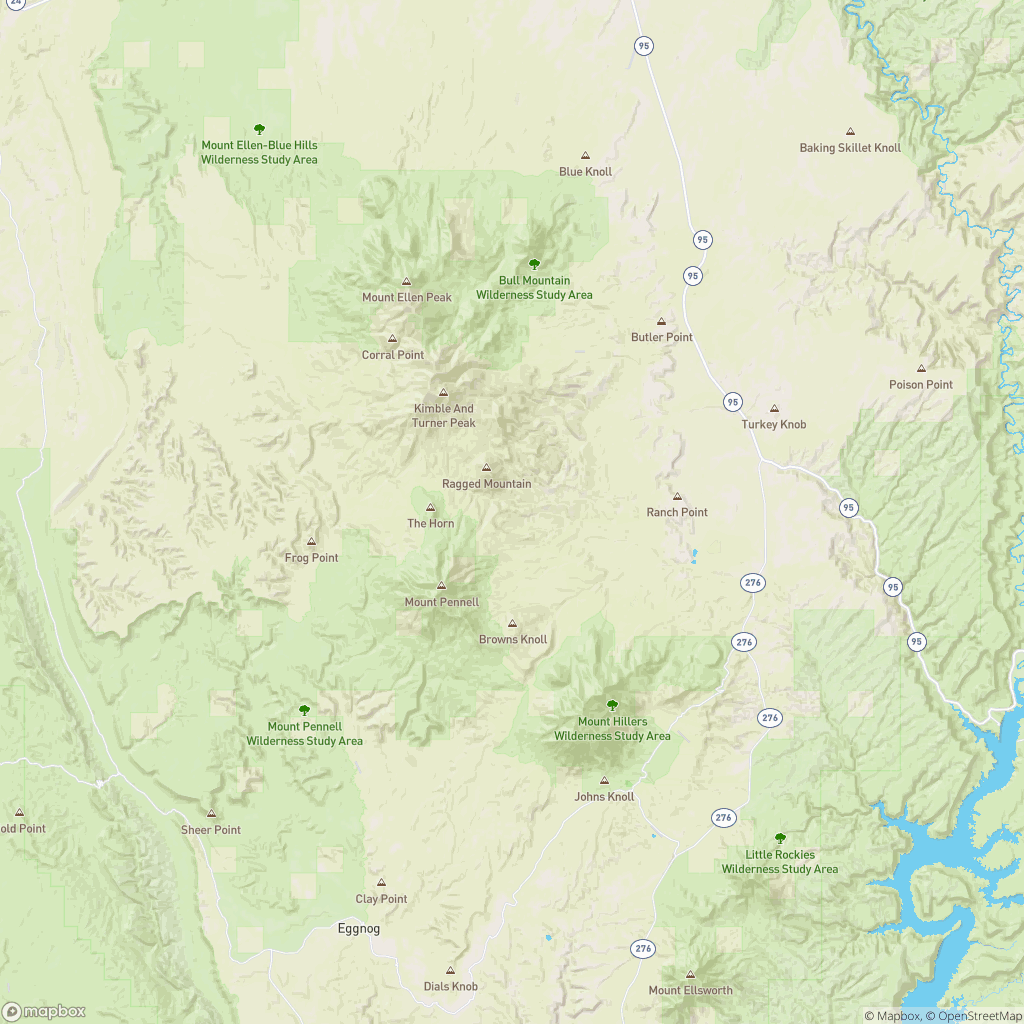 24
95
Mount Ellen-Blue Hills
Wilderness Study Area
Baking Skillet Knoll
Blue Knoll
95
95
Bull Mountain
Wilderness Study Area
Mount Ellen Peak
Butler Point
Corral Point
Poison Point
95
Kimble And
Turner Peak
Turkey Knob
Ragged Mountain
Ranch Point
95
The Horn
Frog Point
276
95
Mount Pennell
Browns Knoll
276
95
Mount Pennell
Wilderness Study Area
Mount Hillers
Wilderness Study Area
276
Johns Knoll
old Point
Sheer Point
276
Little Rockies
Wilderness Study Area
Clay Point
Eggnog
276
Dials Knob
Mount Ellsworth
mapbox
© Mapbox, © OpenStreetMap